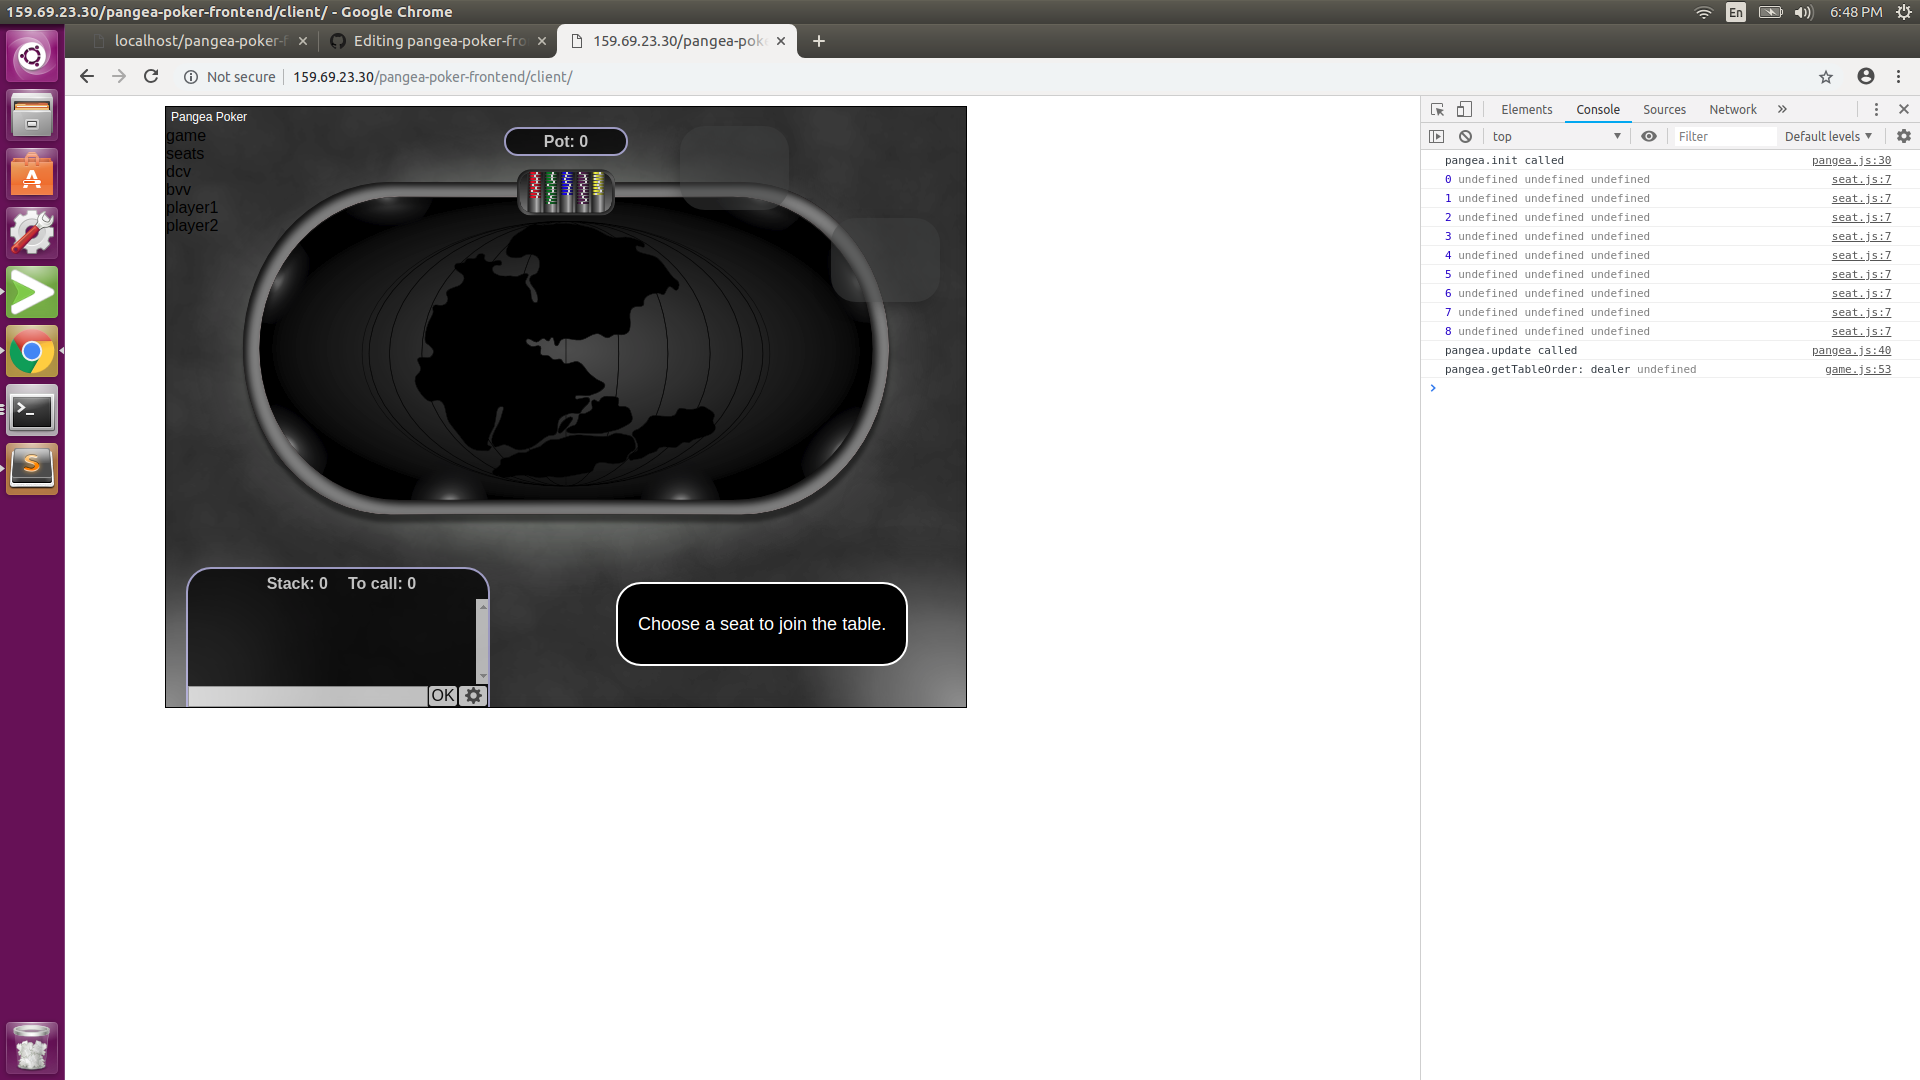 159.69.23.30/pangea-poker-frontend/client/ - Google Chrome
En
6:48 PM
localhost/pangea-poker-f
Editing pangea-poker-fro
159.69.23.30/pangea-pok
Not secure
159.69.23.30/pangea-poker-frontend/client/
Pangea Poker
game
seats
dcv
bvv
player1
player2
Pot: 0
Stack: 0 To call: 0
OK
Choose a seat to join the table.
Elements Console Sources Network »
top
Filter
Default levels
pangea.init called pangea.js:30
0 undefined undefined undefined seat.js:7
1 undefined undefined undefined seat.js:7
2 undefined undefined undefined seat.js:7
3 undefined undefined undefined seat.js:7
4 undefined undefined undefined seat.js:7
5 undefined undefined undefined seat.js:7
6 undefined undefined undefined seat.js:7
7 undefined undefined undefined seat.js:7
8 undefined undefined undefined seat.js:7
pangea.update called pangea.js:40
pangea.getTableOrder: dealer undefined game.js:53